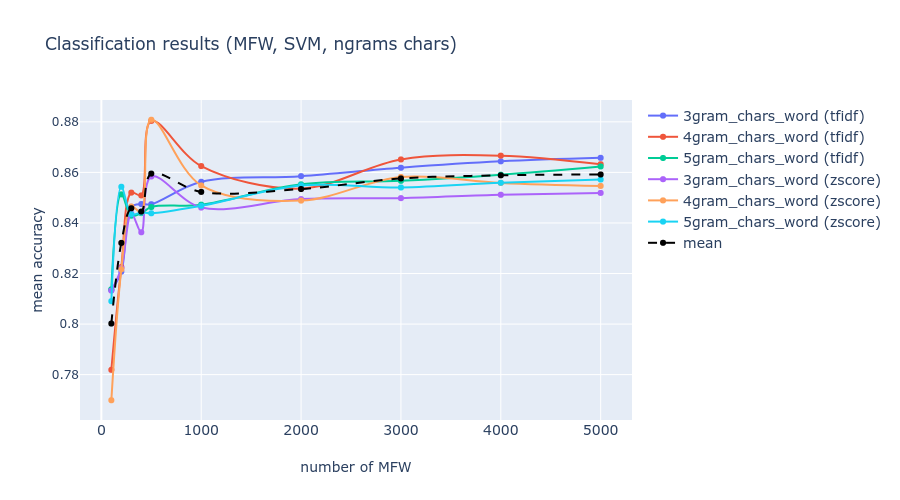 Classification results (MFW, SVM, ngrams chars)
3gram_chars_word (tfidf)
4gram_chars_word (tfidf)
5gram_chars_word (tfidf)
3gram_chars_word (zscore)
4gram_chars_word (zscore)
5gram_chars_word (zscore)
mean
mean accuracy
0.88
0.86
0.84
0.82
0.8
0.78
0
1000
2000
3000
4000
5000
number of MFW